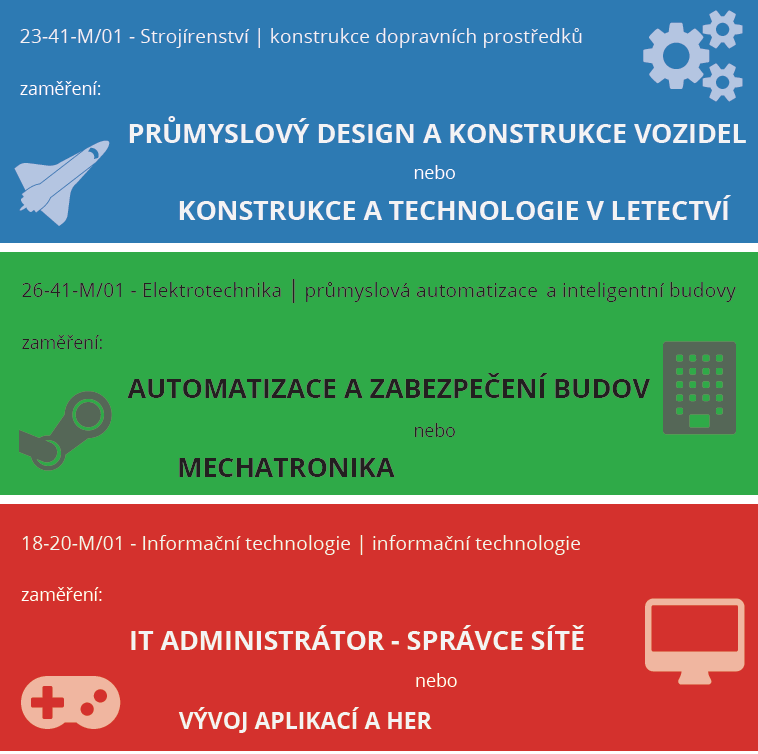 23-41-M/01 - Strojírenství | konstrukce dopravních prostředků
zaměření:
PRŮMYSLOVÝ DESIGN A KONSTRUKCE VOZIDEL
nebo
KONSTRUKCE A TECHNOLOGIE V LETECTVÍ
26-41-M/01 - Elektrotechnika | průmyslová automatizace a inteligentní budovy
zaměření:
AUTOMATIZACE A ZABEZPEČENÍ BUDOV
nebo
MECHATRONIKA
18-20-M/01 - Informační technologie | informační technologie
zaměření:
IT ADMINISTRÁTOR - SPRÁVCE SÍTĚ
nebo
VÝVOJ APLIKACÍ A HER